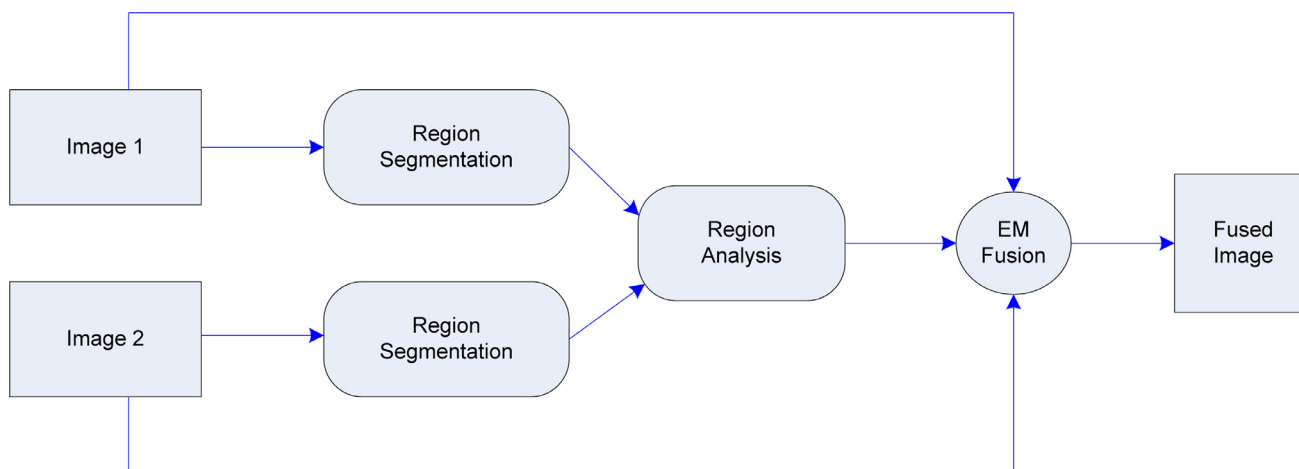 Image 1
Region
Segmentation
Region
Analysis
EM
Fusion
Fused
Image
Image 2
Region
Segmentation